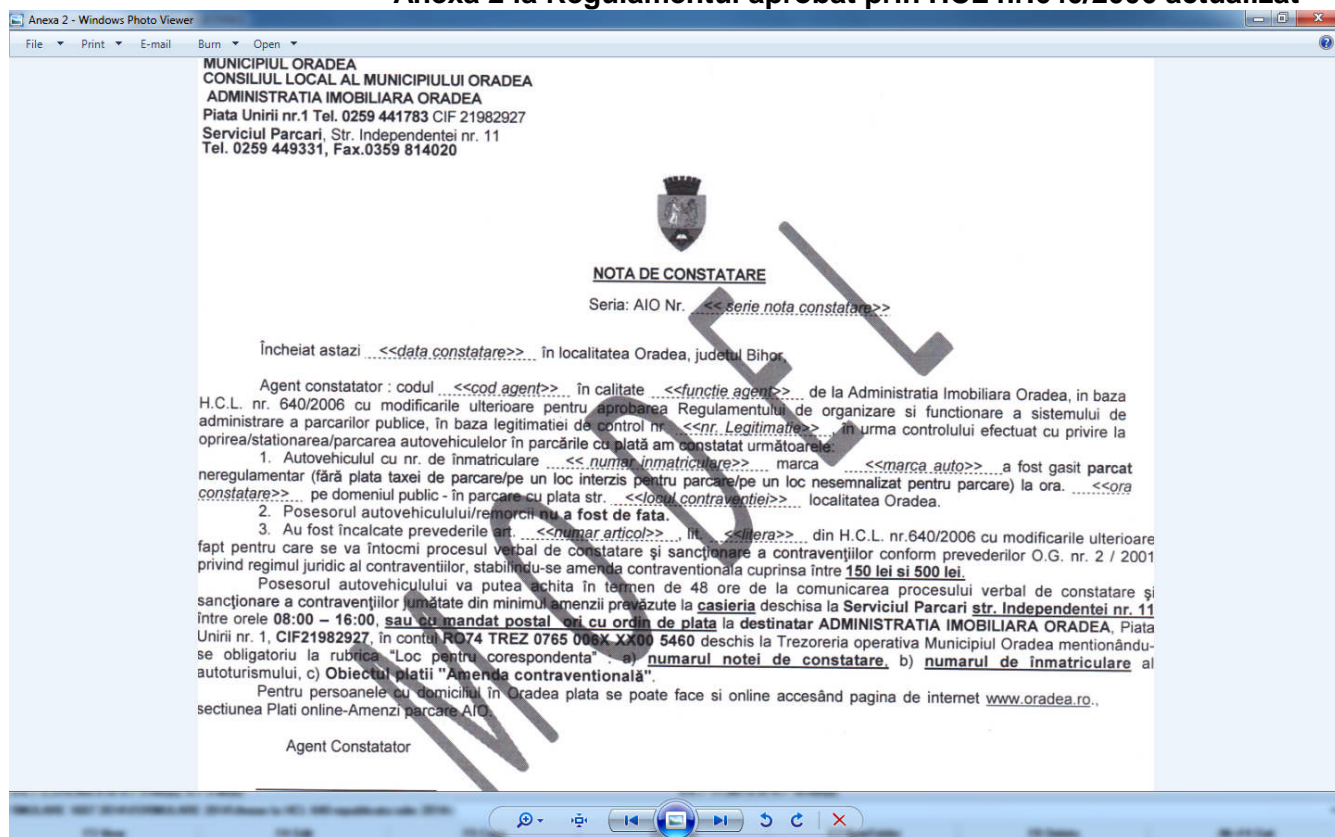 Anexa 2 la Regulamentul aprobat prin HCL nr.640/2006 actualizat
Anexa 2 - Windows Photo Viewer
File Print E-mail Burn Open
MUNICIPIUL ORADEA
CONSILIUL LOCAL AL MUNICIPIULUI ORADEA
ADMINISTRATIA IMOBILIARA ORADEA
Piata Unirii nr.1 Tel. 0259 441783 CIF 21982927
Serviciul Parcari, Str. Independentei nr. 11
Tel. 0259 449331, Fax.0359 814020
NOTA DE CONSTATARE
Seria: AIO Nr. <<serie nota constatare>>
Încheiat astazi <<data constatare>> în localitatea Oradea, judeţul Bihor,
Agent constatator : codul <<cod agent>> în calitate <<functie agent>> de la Administratia Imobiliara Oradea, in baza
H.C.L. nr. 640/2006 cu modificarile ulterioare pentru aprobarea Regulamentului de organizare si functionare a sistemului de
administrare a parcarilor publice, în baza legitimatiei de control nr <<nr. Legitimatie>> , in urma controlului efectuat cu privire la
oprirea/stationarea/parcarea autovehiculelor în parcările cu plată am constatat următoarele:
1. Autovehiculul cu nr. de înmatriculare << numar inmatriculare>> marca <<marca auto>> a fost gasit parcat
neregulamentar (fără plata taxei de parcare/pe un loc interzis pentru parcare/pe un loc nesemnalizat pentru parcare) la ora. <<ora
constatare>> pe domeniul public - în parcare cu plata str. <<locul contraventiei>> localitatea Oradea.
2. Posesorul autovehiculului/remorcii nu a fost de fata.
3. Au fost încalcate prevederile art. <<numar articol>>, lit. <<litera>> din H.C.L. nr.640/2006 cu modificarile ulterioare
fapt pentru care se va întocmi procesul verbal de constatare şi sancţionare a contravenţiilor conform prevederilor O.G. nr. 2 / 2001
privind regimul juridic al contraventiilor, stabilindu-se amenda contraventionala cuprinsa între 150 lei si 500 lei.
Posesorul autovehiculului va putea achita în termen de 48 ore de la comunicarea procesului verbal de constatare şi
sancţionare a contravenţiilor jumătate din minimul amenzii prevăzute la casieria deschisa la Serviciul Parcari str. Independentei nr. 11
între orele 08:00 – 16:00, sau cu mandat postal ori cu ordin de plata la destinatar ADMINISTRATIA IMOBILIARA ORADEA, Piata
Unirii nr. 1, CIF21982927, în contul RO74 TREZ 0765 006X XX00 5460 deschis la Trezoreria operativa Municipiul Oradea mentionându-
se obligatoriu la rubrica "Loc pentru corespondenta" : a) numarul notei de constatare, b) numarul de înmatriculare al
autoturismului, c) Obiectul platii "Amenda contraventională".
Pentru persoanele cu domiciliul în Oradea plata se poate face si online accesând pagina de internet www.oradea.ro.,
sectiunea Plati online-Amenzi parcare AIO.
Agent Constatator
MODEL